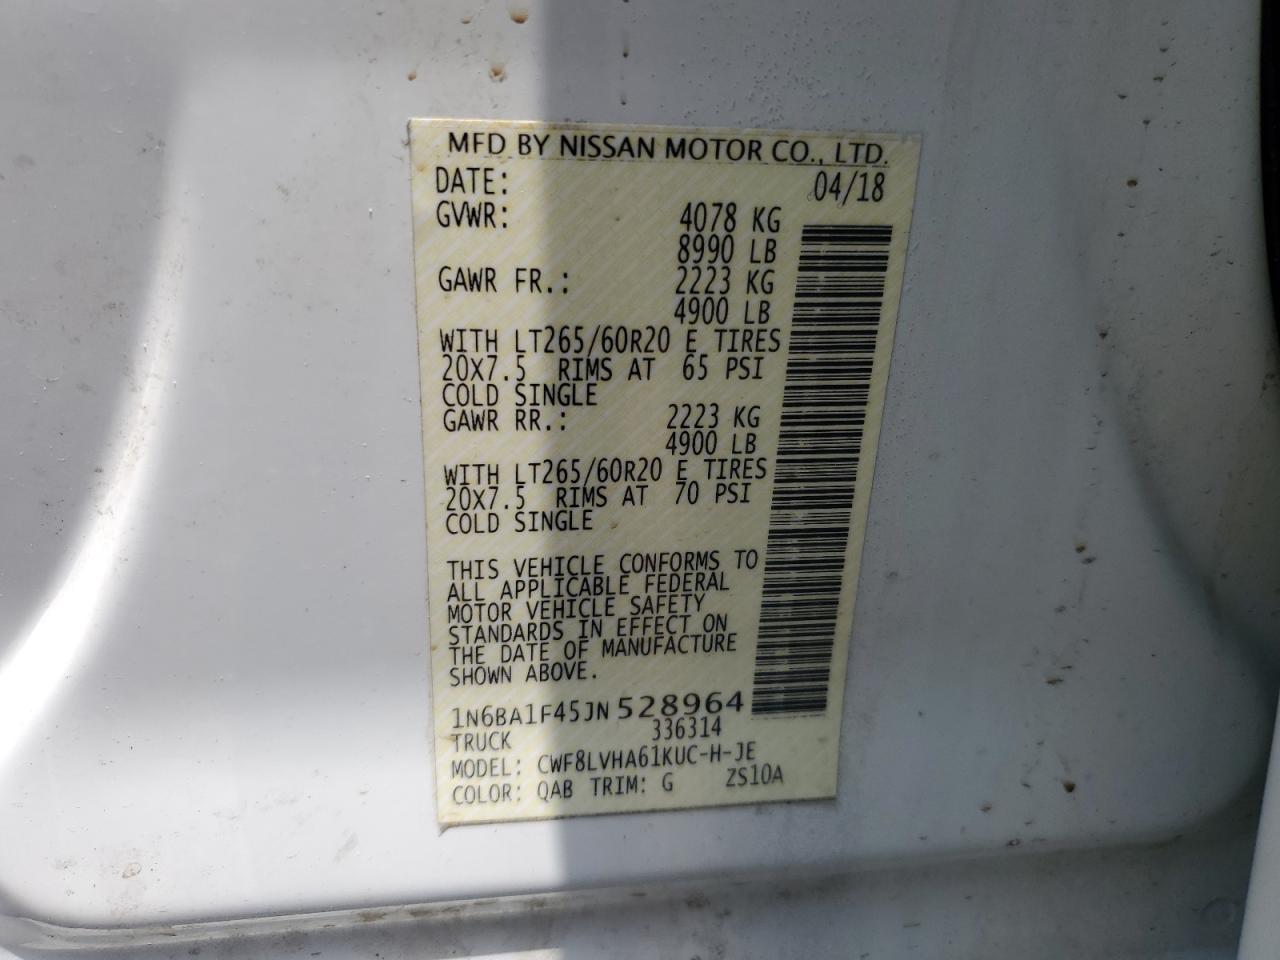 MFD BY NISSAN MOTOR CO., LTD.
DATE: 04/18
GVWR: 4078 KG
8990 LB
GAWR FR.: 2223 KG
4900 LB
WITH LT265/60R20 E TIRES
20X7.5 RIMS AT 65 PSI
COLD SINGLE
GAWR RR.: 2223 KG
4900 LB
WITH LT265/60R20 E TIRES
20X7.5 RIMS AT 70 PSI
COLD SINGLE
THIS VEHICLE CONFORMS TO
ALL APPLICABLE FEDERAL
MOTOR VEHICLE SAFETY
STANDARDS IN EFFECT ON
THE DATE OF MANUFACTURE
SHOWN ABOVE.
1N6BA1F45JN528964
TRUCK 336314
MODEL: CWF8LVHA61KUC-H-JE
COLOR: QAB TRIM: G ZS10A